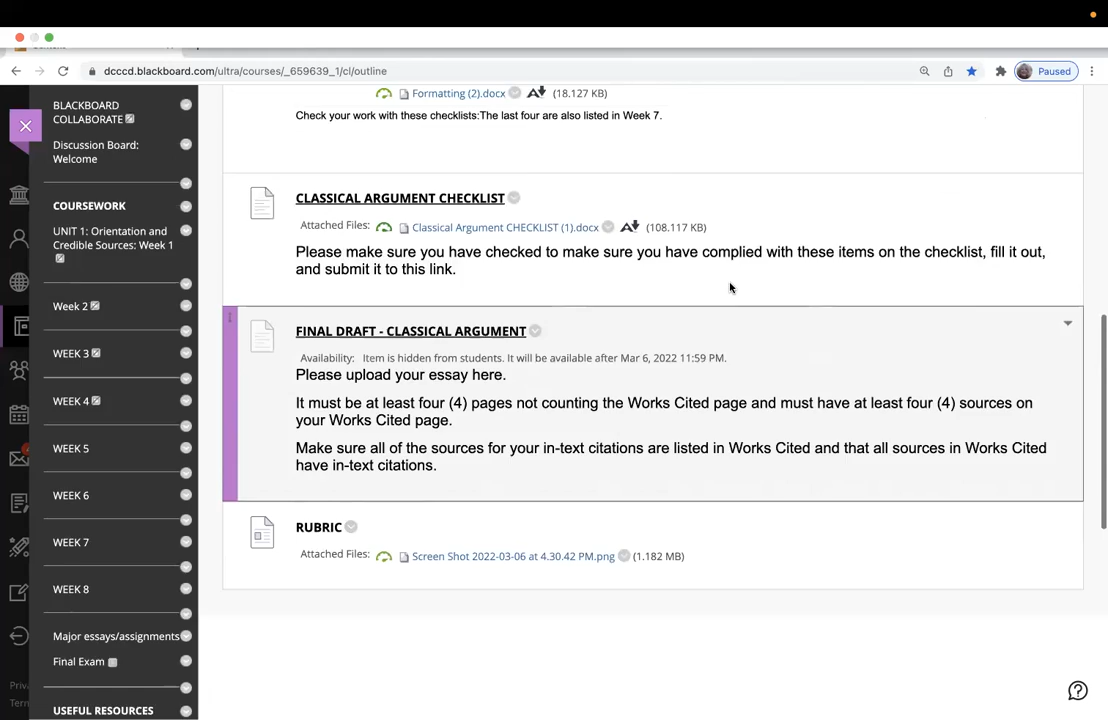 dcccd.blackboard.com/ultra/courses/_659639_1/cl/outline
Paused
BLACKBOARD
COLLABORATE
Discussion Board:
Welcome
COURSEWORK
UNIT 1: Orientation and
Credible Sources: Week 1
Week 2
WEEK 3
WEEK 4
WEEK 5
WEEK 6
WEEK 7
WEEK 8
Major essays/assignments
Final Exam
USEFUL RESOURCES
Formatting (2).docx (18.127 KB)
Check your work with these checklists:The last four are also listed in Week 7.
CLASSICAL ARGUMENT CHECKLIST
Attached Files: Classical Argument CHECKLIST (1).docx (108.117 KB)
Please make sure you have checked to make sure you have complied with these items on the checklist, fill it out,
and submit it to this link.
FINAL DRAFT - CLASSICAL ARGUMENT
Availability: Item is hidden from students. It will be available after Mar 6, 2022 11:59 PM.
Please upload your essay here.
It must be at least four (4) pages not counting the Works Cited page and must have at least four (4) sources on
your Works Cited page.
Make sure all of the sources for your in-text citations are listed in Works Cited and that all sources in Works Cited
have in-text citations.
RUBRIC
Attached Files: Screen Shot 2022-03-06 at 4.30.42 PM.png (1.182 MB)